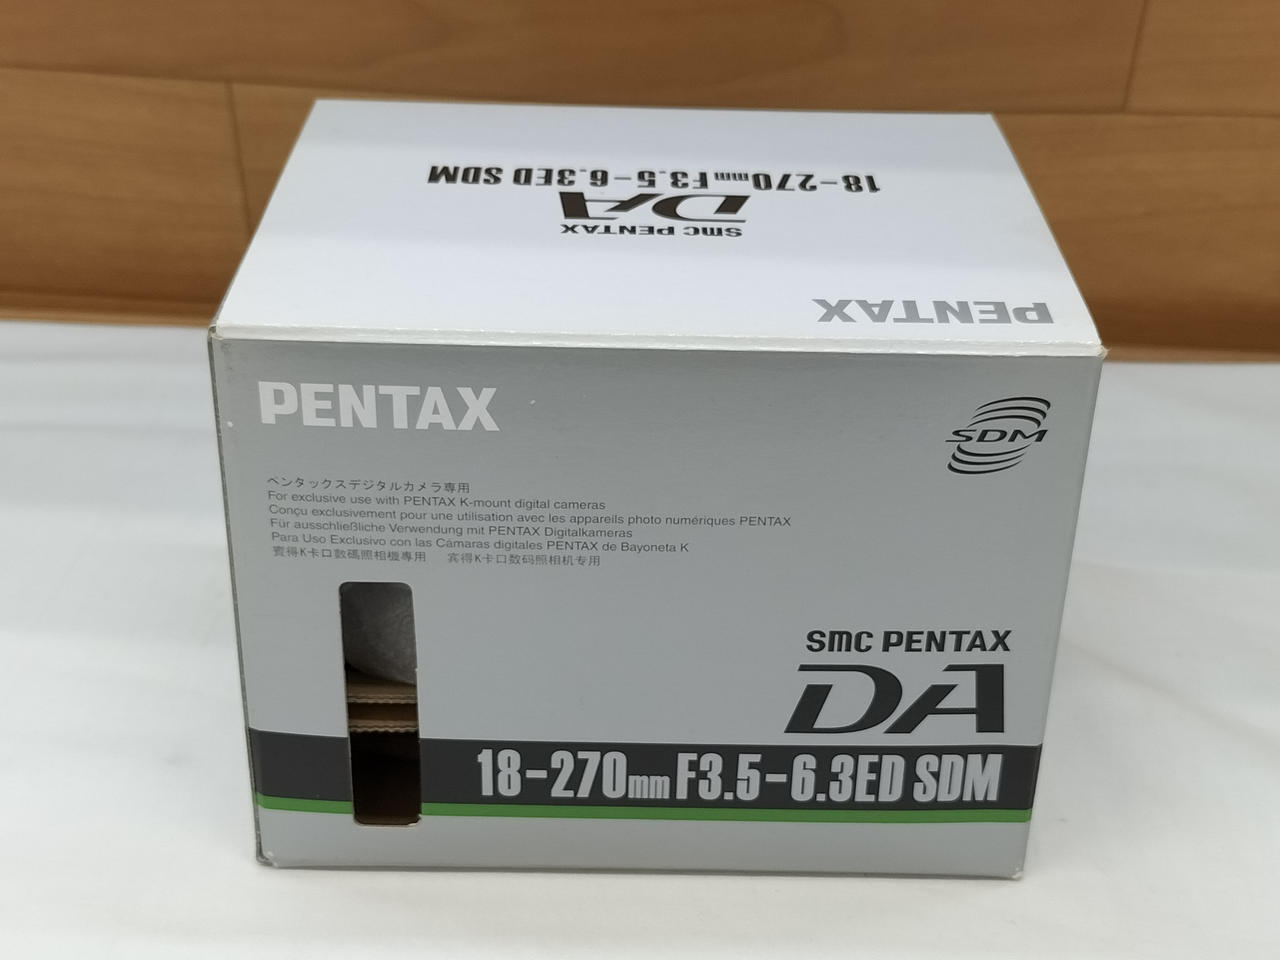 18-270mm F3.5-6.3ED SDM
DA
smc PENTAX
PENTAX
PENTAX
SDM
ペンタックスデジタルカメラ専用
For exclusive use with PENTAX K-mount digital cameras
Conçu exclusivement pour une utilisation avec les appareils photo numériques PENTAX
Für ausschließliche Verwendung mit PENTAX Digitalkameras
Para Uso Exclusivo con las Cámaras digitales PENTAX de Bayoneta K
賓得K卡口數碼照相機專用 宾得K卡口数码照相机专用
smc PENTAX
DA
18-270mm F3.5-6.3ED SDM